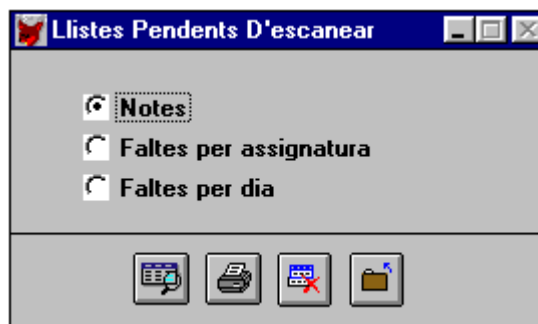 Llistes Pendents D'escanear
Notes
Faltes per assignatura
Faltes per dia